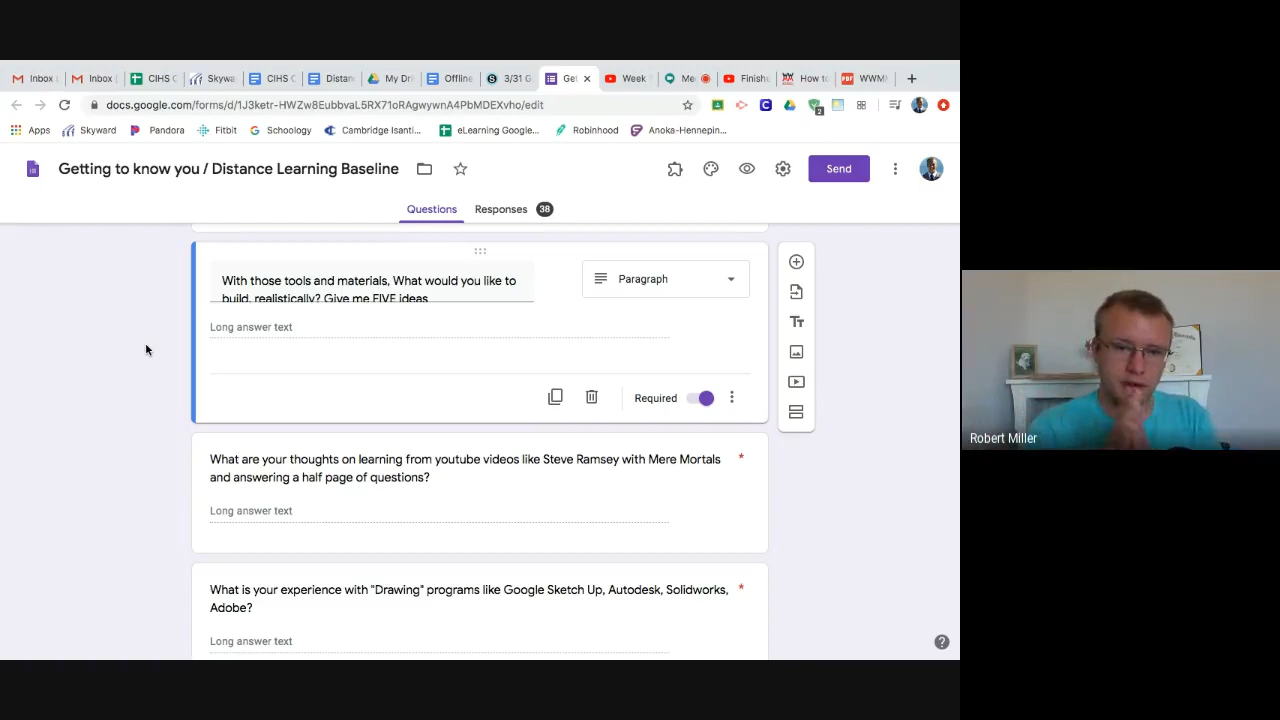 Inbox
Inbox
CIHS C
Skywa
CIHS C
Distan
My Dri
Offline
3/31 G
Get
Week
Me
Finishe
How to
WWM
docs.google.com/forms/d/1J3ketr-HWZw8EubbvaL5RX71oRAgwywnA4PbMDEXvho/edit
2
Apps
Skyward
Pandora
Fitbit
Schoology
Cambridge Isanti...
eLearning Google...
Robinhood
Anoka-Hennepin...
Getting to know you / Distance Learning Baseline
Send
Questions
Responses 38
With those tools and materials, What would you like to
build, realistically? Give me FIVE ideas
Paragraph
Long answer text
Required
What are your thoughts on learning from youtube videos like Steve Ramsey with Mere Mortals *
and answering a half page of questions?
Long answer text
What is your experience with "Drawing" programs like Google Sketch Up, Autodesk, Solidworks, *
Adobe?
Long answer text
Robert Miller